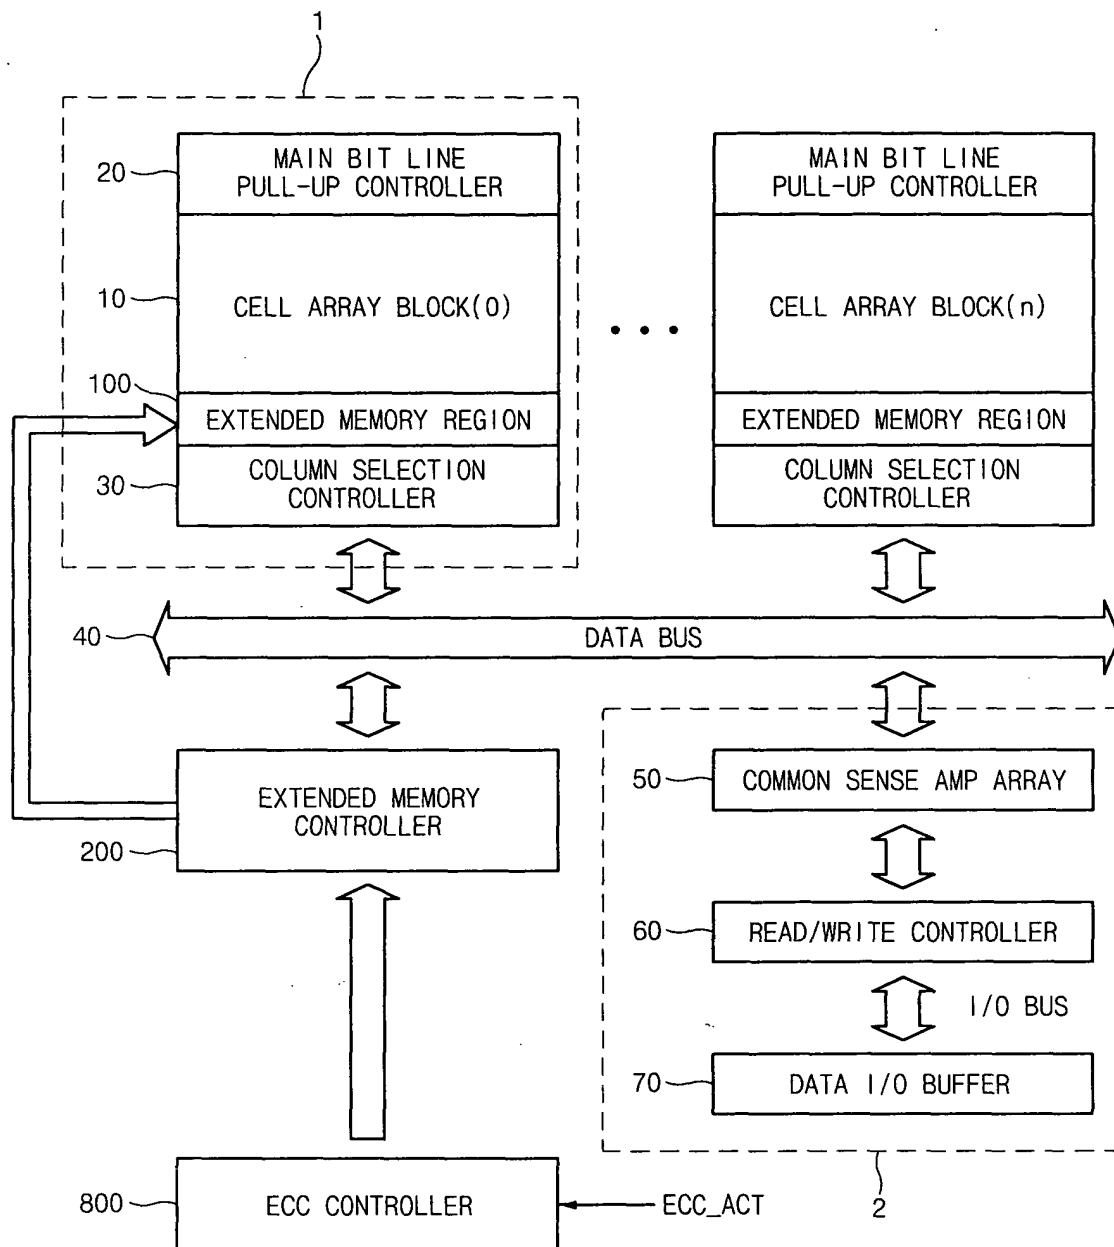 1
20
MAIN BIT LINE
PULL-UP CONTROLLER
MAIN BIT LINE
PULL-UP CONTROLLER
10
CELL ARRAY BLOCK(0)
CELL ARRAY BLOCK(n)
100
EXTENDED MEMORY REGION
EXTENDED MEMORY REGION
30
COLUMN SELECTION
CONTROLLER
COLUMN SELECTION
CONTROLLER
40
DATA BUS
50
COMMON SENSE AMP ARRAY
EXTENDED MEMORY
CONTROLLER
200
60
READ/WRITE CONTROLLER
I/O BUS
70
DATA I/O BUFFER
800
ECC CONTROLLER
ECC_ACT
2